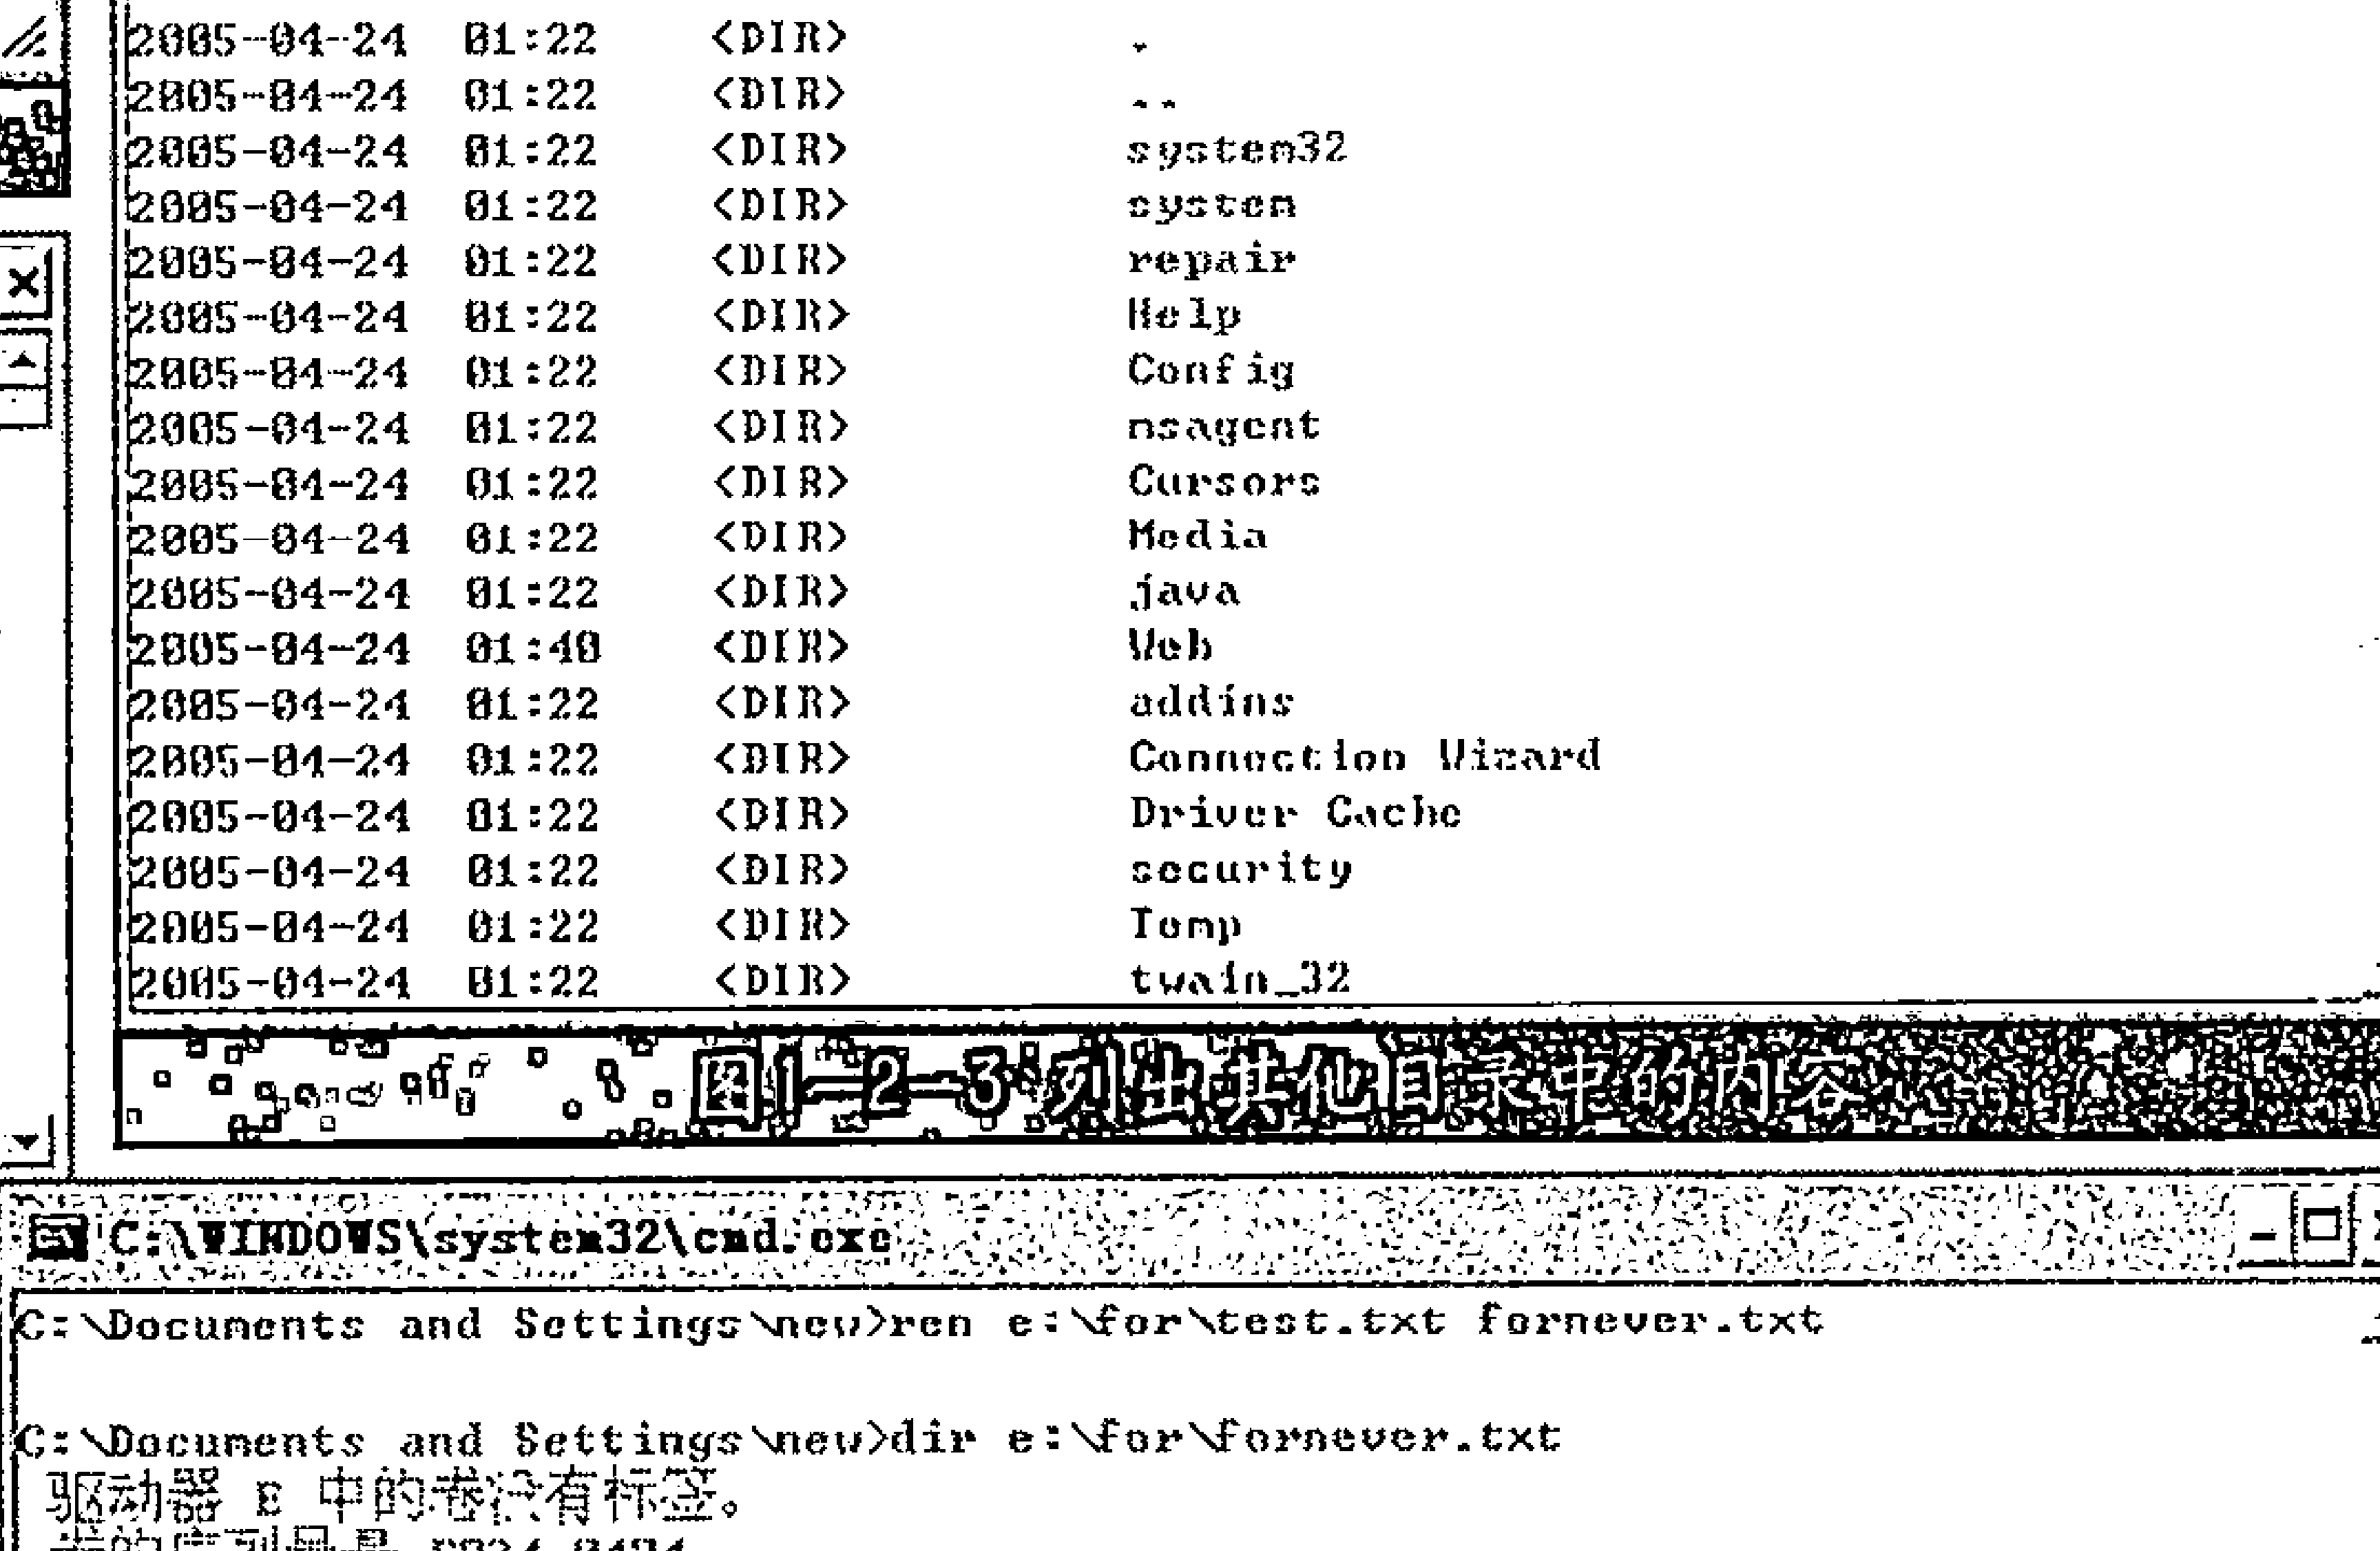 2005-04-24 01:22 <DIR> .
2005-04-24 01:22 <DIR> ..
2005-04-24 01:22 <DIR> system32
2005-04-24 01:22 <DIR> system
2005-04-24 01:22 <DIR> repair
2005-04-24 01:22 <DIR> Help
2005-04-24 01:22 <DIR> Config
2005-04-24 01:22 <DIR> msagent
2005-04-24 01:22 <DIR> Cursors
2005-04-24 01:22 <DIR> Media
2005-04-24 01:22 <DIR> java
2005-04-24 01:40 <DIR> Web
2005-04-24 01:22 <DIR> addins
2005-04-24 01:22 <DIR> Connection Wizard
2005-04-24 01:22 <DIR> Driver Cache
2005-04-24 01:22 <DIR> security
2005-04-24 01:22 <DIR> Temp
2005-04-24 01:22 <DIR> twain_32
图1-2-3 列出其他目录中的内容
C:\WINDOWS\system32\cmd.exe
C:\Documents and Settings\new>ren e:\for\test.txt fornever.txt
C:\Documents and Settings\new>dir e:\for\fornever.txt
驱动器 E 中的卷没有标签。